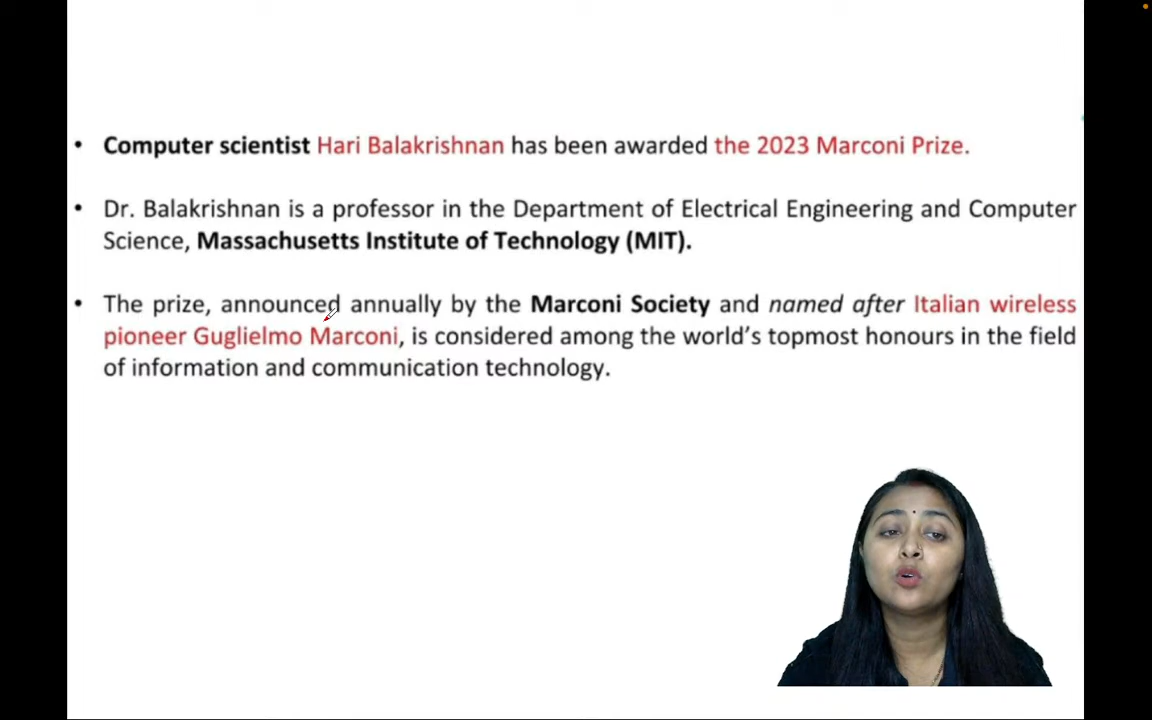 • Computer scientist Hari Balakrishnan has been awarded the 2023 Marconi Prize.
• Dr. Balakrishnan is a professor in the Department of Electrical Engineering and Computer
Science, Massachusetts Institute of Technology (MIT).
• The prize, announced annually by the Marconi Society and named after Italian wireless
pioneer Guglielmo Marconi, is considered among the world's topmost honours in the field
of information and communication technology.